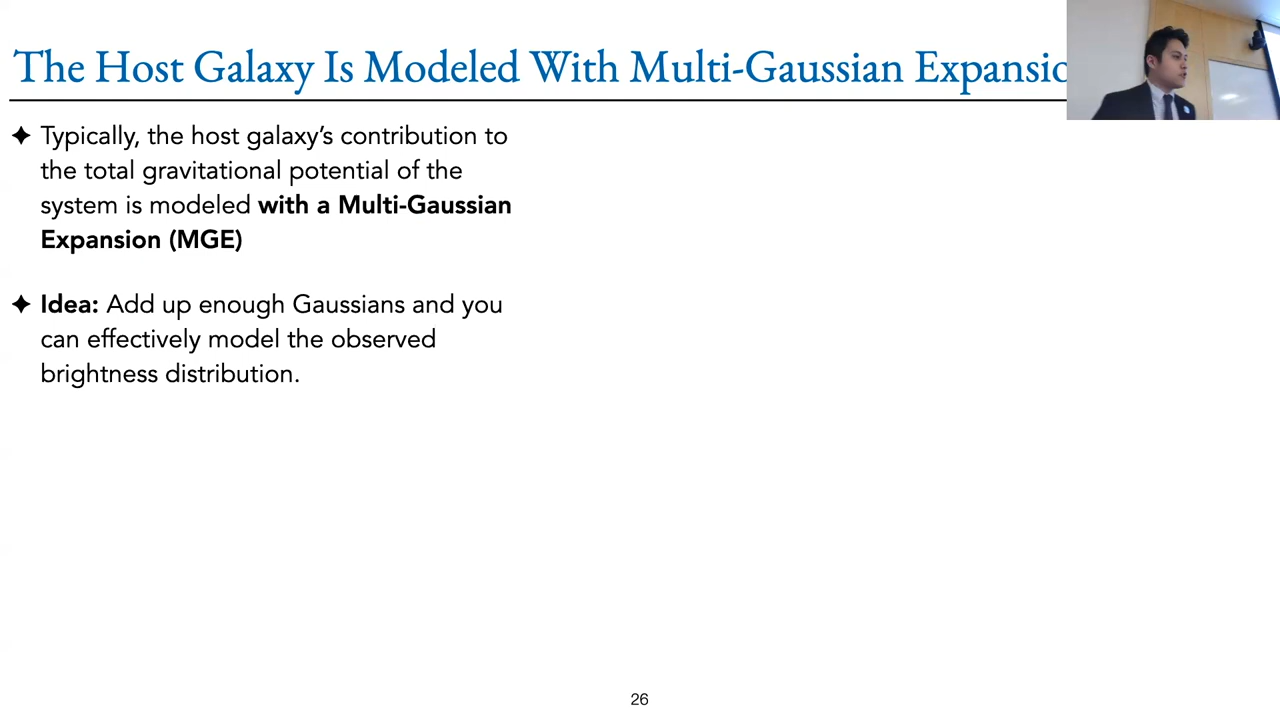 The Host Galaxy Is Modeled With Multi-Gaussian Expansio
✦ Typically, the host galaxy's contribution to
the total gravitational potential of the
system is modeled with a Multi-Gaussian
Expansion (MGE)
✦ Idea: Add up enough Gaussians and you
can effectively model the observed
brightness distribution.
26